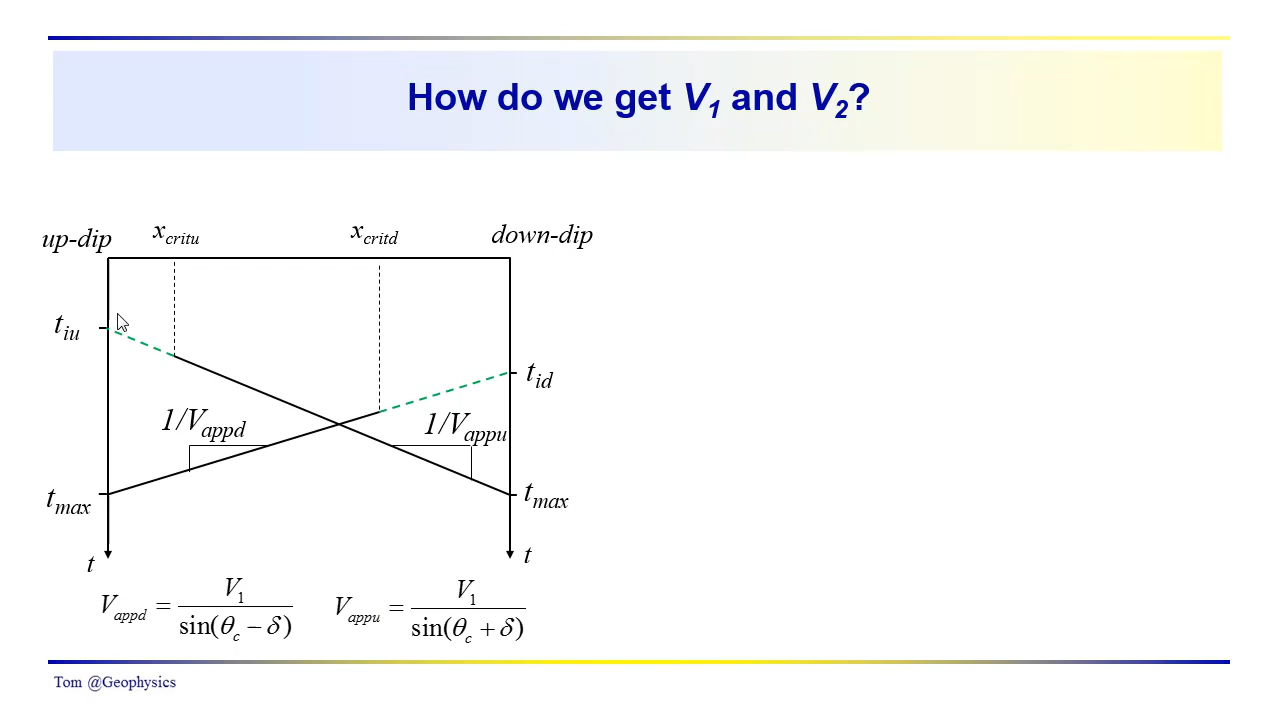 How do we get V₁ and V₂?
up-dip
x_critu
x_critd
down-dip
t_iu
t_id
1/V_appd
1/V_appu
t_max
t_max
t
t
V_appd = V₁ / sin(θ_c − δ)
V_appu = V₁ / sin(θ_c + δ)
Tom @Geophysics